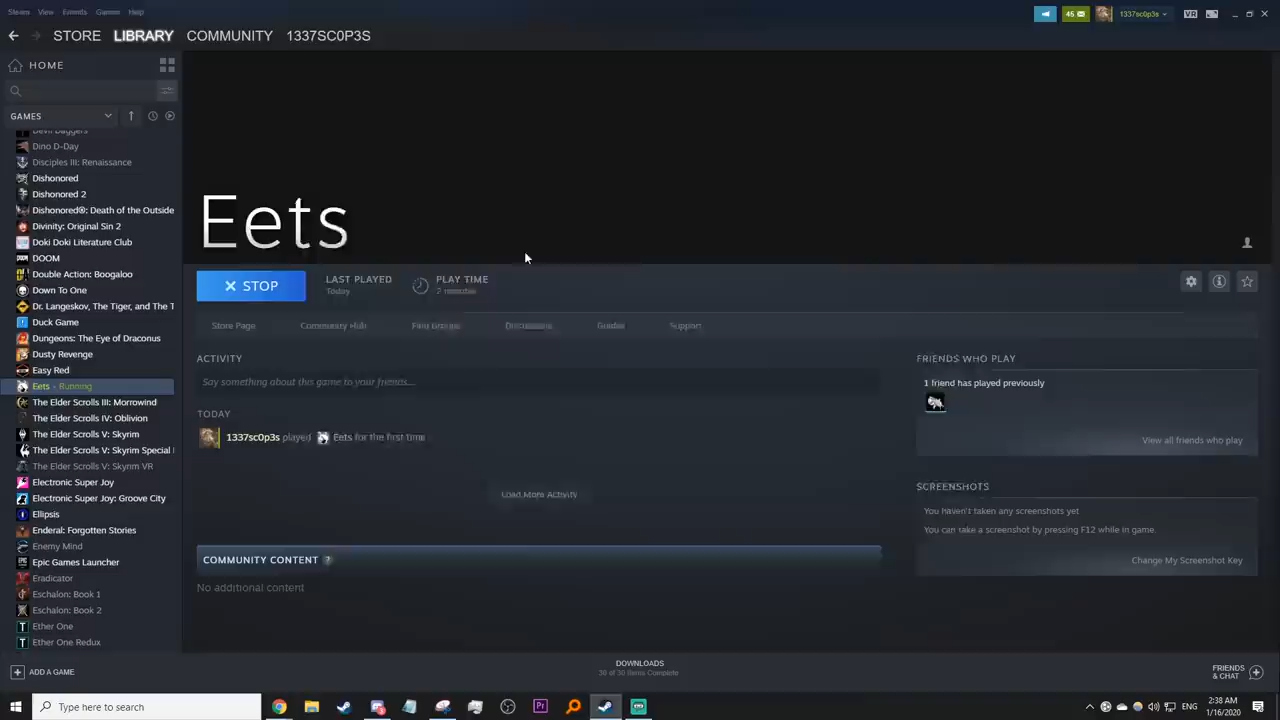 Steam View Friends Games Help
45
1337sc0p3s
VR
STORE LIBRARY COMMUNITY 1337SC0P3S
HOME
GAMES
Devil Daggers
Dino D-Day
Disciples III: Renaissance
Dishonored
Dishonored 2
Dishonored®: Death of the Outside
Divinity: Original Sin 2
Doki Doki Literature Club
DOOM
Double Action: Boogaloo
Down To One
Dr. Langeskov, The Tiger, and The T
Duck Game
Dungeons: The Eye of Draconus
Dusty Revenge
Easy Red
Eets - Running
The Elder Scrolls III: Morrowind
The Elder Scrolls IV: Oblivion
The Elder Scrolls V: Skyrim
The Elder Scrolls V: Skyrim Special
The Elder Scrolls V: Skyrim VR
Electronic Super Joy
Electronic Super Joy: Groove City
Ellipsis
Enderal: Forgotten Stories
Enemy Mind
Epic Games Launcher
Eradicator
Eschalon: Book 1
Eschalon: Book 2
Ether One
Ether One Redux
ADD A GAME
Eets
STOP
LAST PLAYED
Today
PLAY TIME
2 minutes
Store Page Community Hub Find Groups Discussions Guides Support
ACTIVITY
Say something about this game to your friends...
TODAY
1337sc0p3s played Eets for the first time
Load More Activity
COMMUNITY CONTENT ?
No additional content
FRIENDS WHO PLAY
1 friend has played previously
View all friends who play
SCREENSHOTS
You haven't taken any screenshots yet
You can take a screenshot by pressing F12 while in game.
Change My Screenshot Key
DOWNLOADS
30 of 30 Items Complete
FRIENDS
& CHAT
Type here to search
Pr
ENG
2:38 AM
1/16/2020